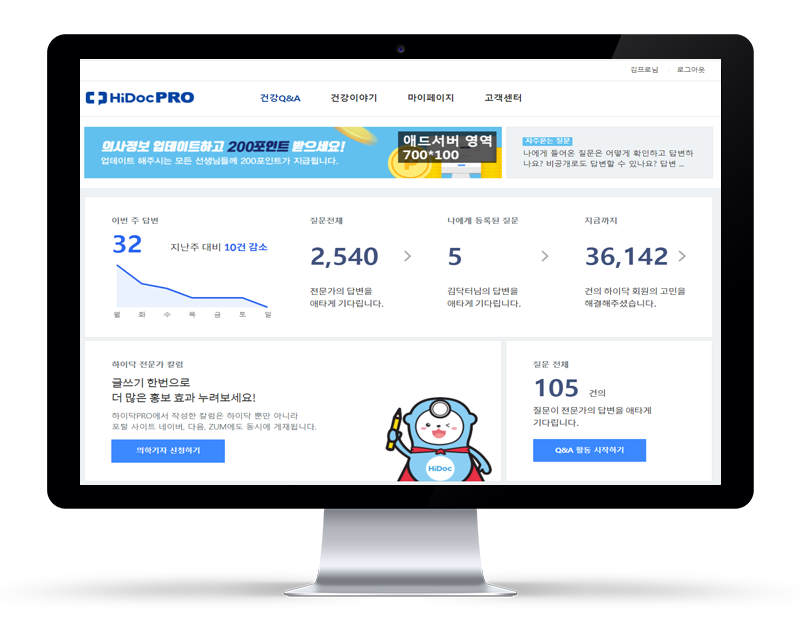 김프로님 로그아웃
HiDocPRO 건강Q&A 건강이야기 마이페이지 고객센터
의사정보 업데이트하고 200포인트 받으세요!
업데이트 해주시는 모든 선생님들께 200포인트가 지급됩니다.
애드서버 영역
700*100
자주묻는 질문
나에게 들어온 질문은 어떻게 확인하고 답변하
나요? 비공개로도 답변할 수 있나요? 답변 ...
이번 주 답변
32 지난주 대비 10건 감소
월 화 수 목 금 토 일
질문전체
2,540
전문가의 답변을
애타게 기다립니다.
나에게 등록된 질문
5
김닥터님의 답변을
애타게 기다립니다.
지금까지
36,142
건의 하이닥 회원의 고민을
해결해주셨습니다.
하이닥 전문가 칼럼
글쓰기 한번으로
더 많은 홍보 효과 누려보세요!
하이닥PRO에서 작성한 칼럼은 하이닥 뿐만 아니라
포털 사이트 네이버, 다음, ZUM에도 동시에 게재됩니다.
의학기자 신청하기
HiDoc
질문 전체
105 건의
질문이 전문가의 답변을 애타게
기다립니다.
Q&A 활동 시작하기